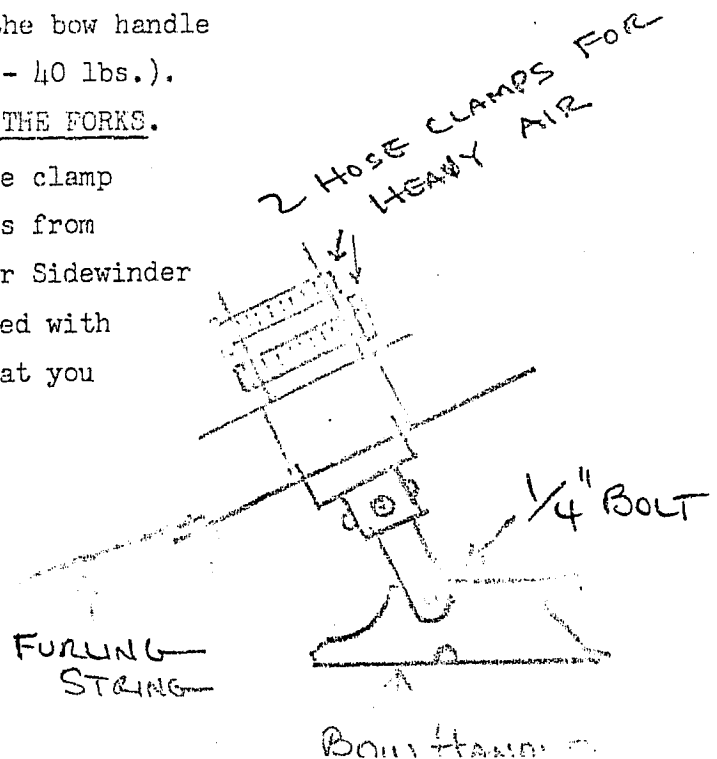 the bow handle
- 40 lbs.).
THE FORKS.
e clamp
s from
r Sidewinder
ed with
at you
2 HOSE CLAMPS FOR
HEAVY AIR
1/4" BOLT
FURLING
STRING
BOW HANDLE